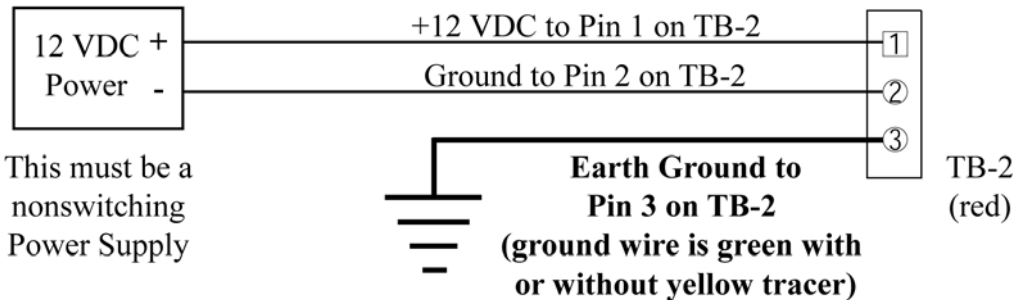 12 VDC +
Power -
This must be a
nonswitching
Power Supply
+12 VDC to Pin 1 on TB-2
Ground to Pin 2 on TB-2
Earth Ground to
Pin 3 on TB-2
(ground wire is green with
or without yellow tracer)
1
2
3
TB-2
(red)